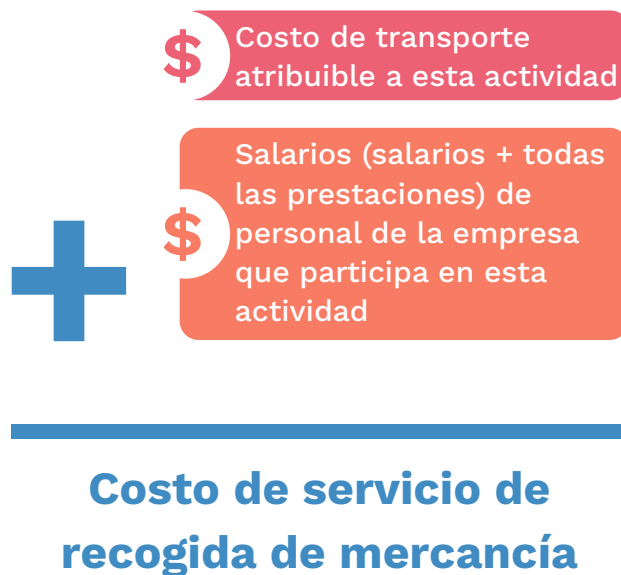 $
Costo de transporte
atribuible a esta actividad
Salarios (salarios + todas
las prestaciones) de
$
personal de la empresa
que participa en esta
actividad
+
Costo de servicio de
recogida de mercancía